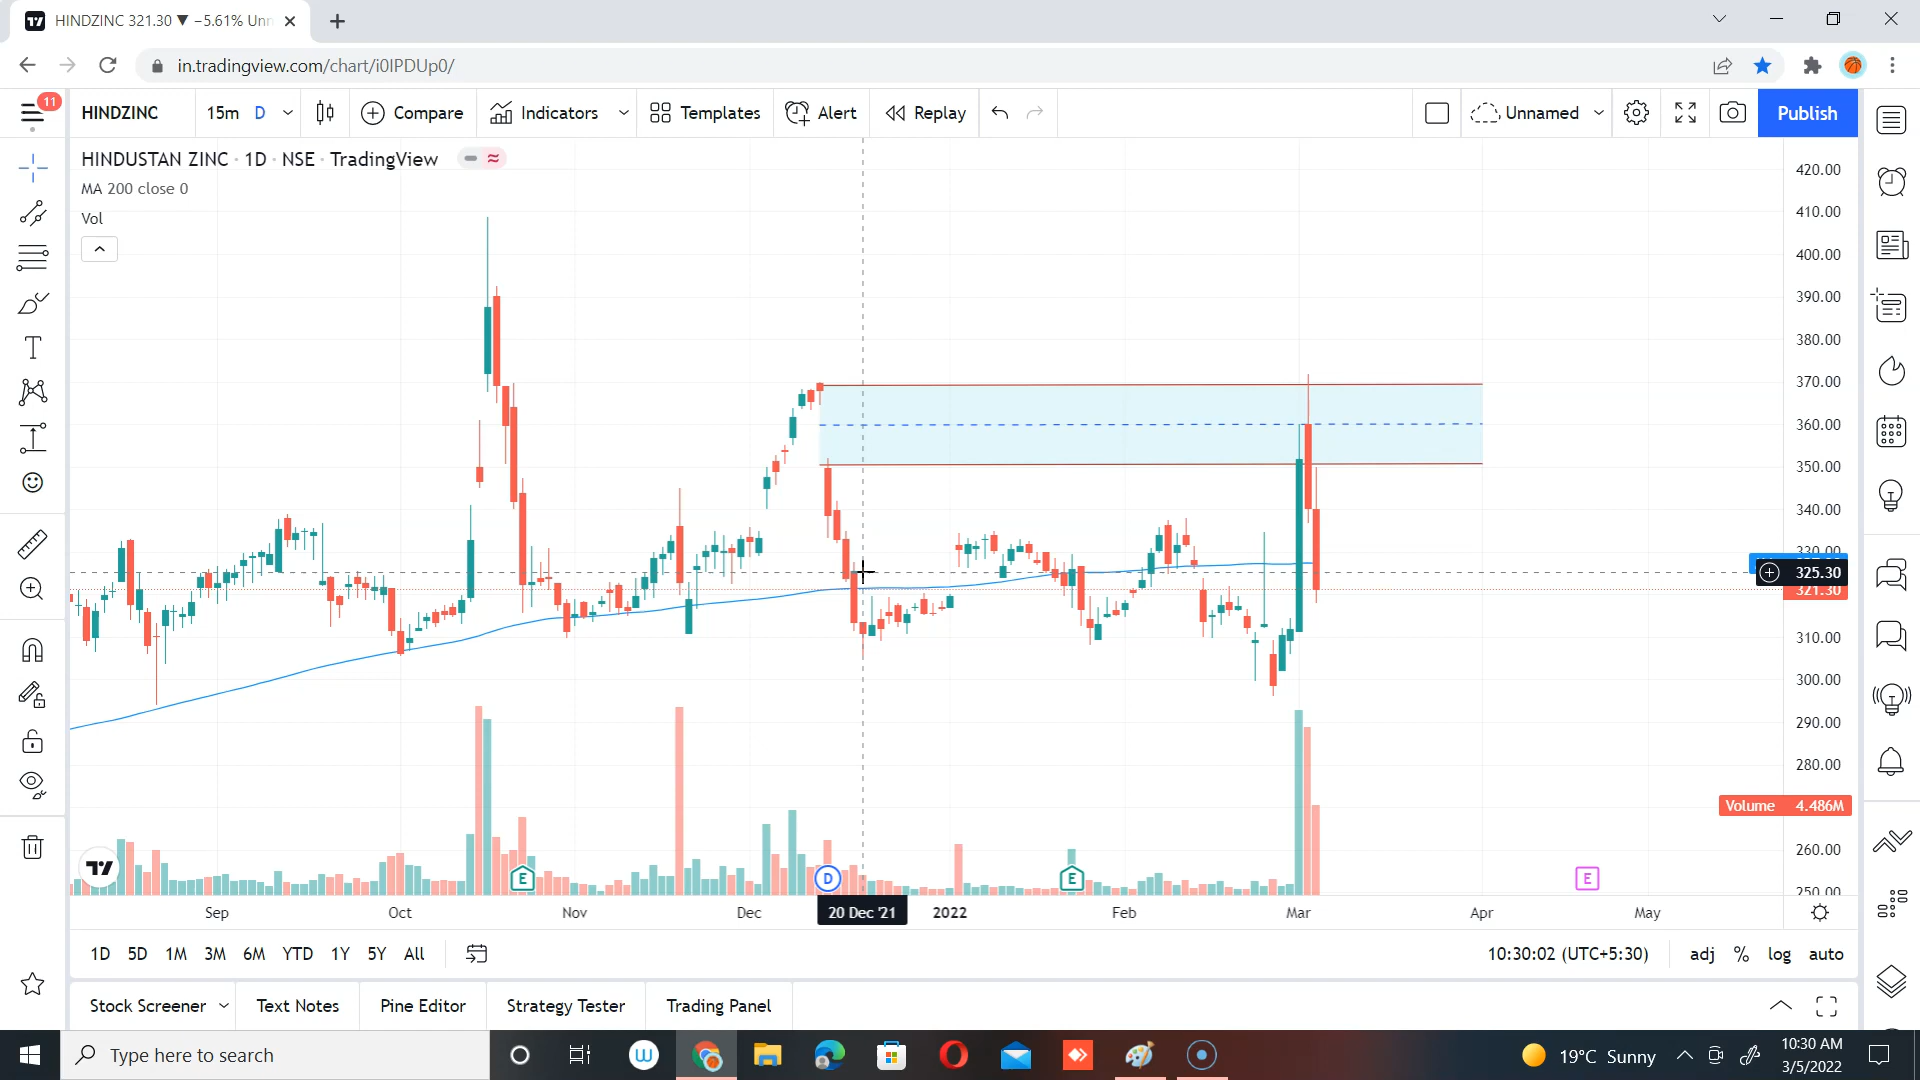 HINDZINC 321.30 ▼ −5.61% Unn
in.tradingview.com/chart/i0IPDUp0/
11
HINDZINC 15m D Compare Indicators Templates Alert Replay Unnamed Publish
HINDUSTAN ZINC · 1D · NSE · TradingView
MA 200 close 0
Vol
420.00
410.00
400.00
390.00
380.00
370.00
360.00
350.00
340.00
330.00
325.30
321.30
310.00
300.00
290.00
280.00
Volume 4.486M
260.00
250.00
E D E E
Sep Oct Nov Dec 20 Dec '21 2022 Feb Mar Apr May
1D 5D 1M 3M 6M YTD 1Y 5Y All 10:30:02 (UTC+5:30) adj % log auto
Stock Screener Text Notes Pine Editor Strategy Tester Trading Panel
Type here to search
19°C Sunny
10:30 AM
3/5/2022